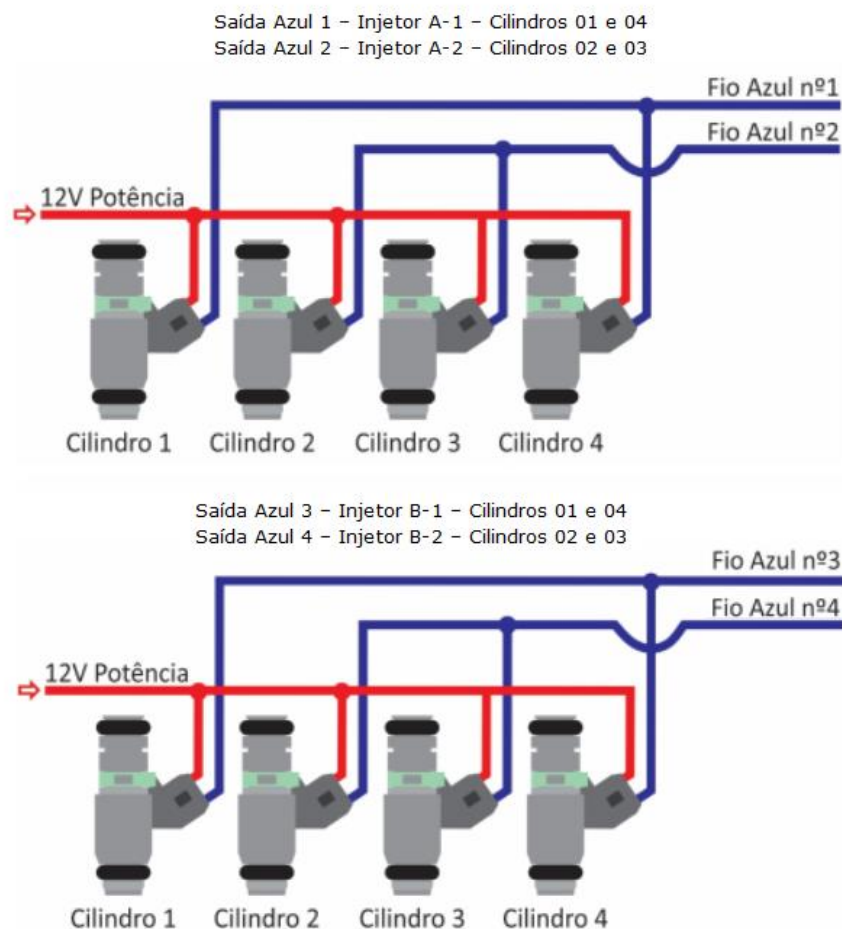 Saída Azul 1 – Injetor A-1 – Cilindros 01 e 04
Saída Azul 2 – Injetor A-2 – Cilindros 02 e 03
Fio Azul nº1
Fio Azul nº2
12V Potência
Cilindro 1 Cilindro 2 Cilindro 3 Cilindro 4
Saída Azul 3 – Injetor B-1 – Cilindros 01 e 04
Saída Azul 4 – Injetor B-2 – Cilindros 02 e 03
Fio Azul nº3
Fio Azul nº4
12V Potência
Cilindro 1 Cilindro 2 Cilindro 3 Cilindro 4